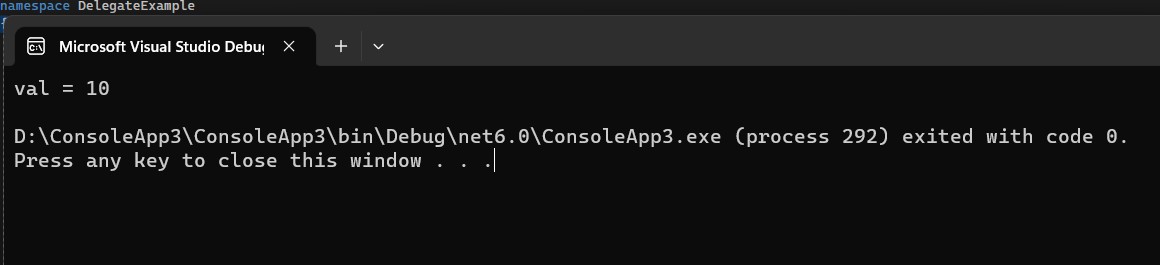 namespace DelegateExample
Microsoft Visual Studio Debu
val = 10
D:\ConsoleApp3\ConsoleApp3\bin\Debug\net6.0\ConsoleApp3.exe (process 292) exited with code 0.
Press any key to close this window . . .